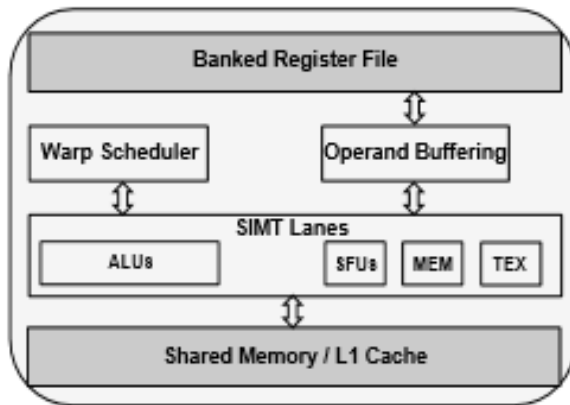 Banked Register File
Warp Scheduler
Operand Buffering
SIMT Lanes
ALUs
SFUs
MEM
TEX
Shared Memory / L1 Cache